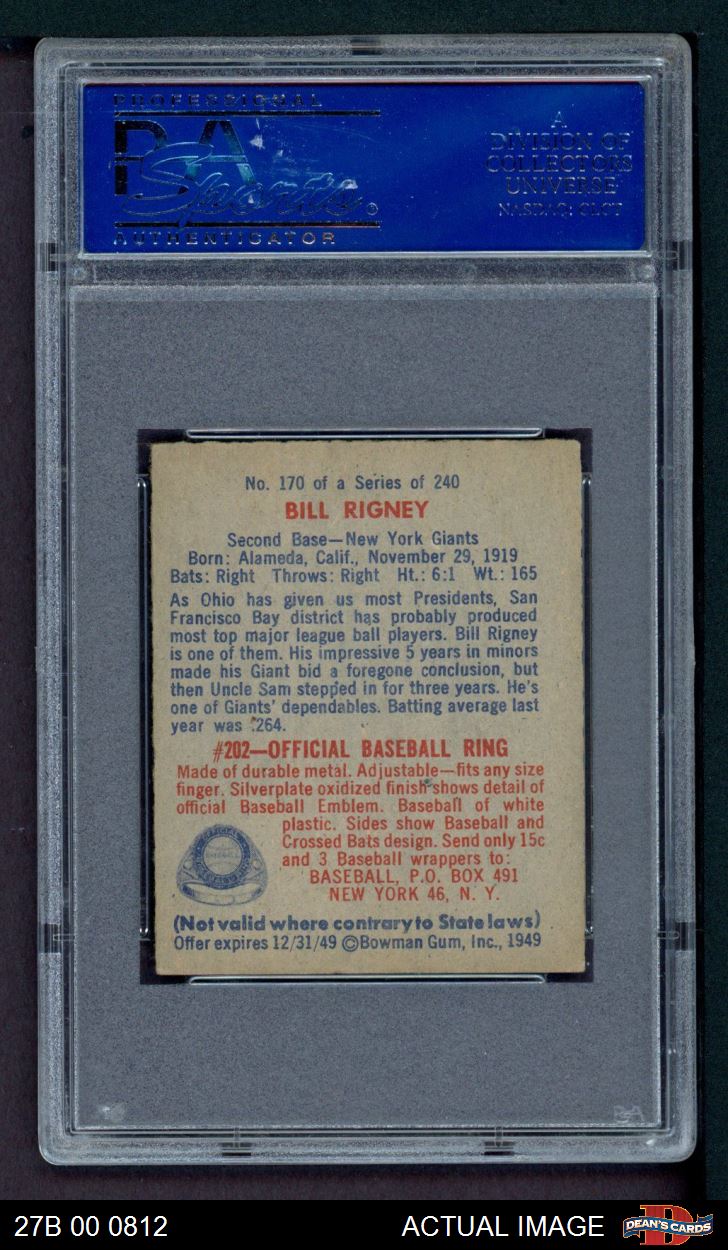 PROFESSIONAL
PSA
Sports
AUTHENTICATOR
A
DIVISION OF
COLLECTORS
UNIVERSE
NASDAQ: CLCT
No. 170 of a Series of 240
BILL RIGNEY
Second Base—New York Giants
Born: Alameda, Calif., November 29, 1919
Bats: Right Throws: Right Ht.: 6:1 Wt.: 165
As Ohio has given us most Presidents, San
Francisco Bay district has probably produced
most top major league ball players. Bill Rigney
is one of them. His impressive 5 years in minors
made his Giant bid a foregone conclusion, but
then Uncle Sam stepped in for three years. He's
one of Giants' dependables. Batting average last
year was .264.
#202—OFFICIAL BASEBALL RING
Made of durable metal. Adjustable—fits any size
finger. Silverplate oxidized finish shows detail of
official Baseball Emblem. Baseball of white
plastic. Sides show Baseball and
Crossed Bats design. Send only 15c
and 3 Baseball wrappers to:
BASEBALL, P.O. BOX 491
NEW YORK 46, N. Y.
(Not valid where contrary to State laws)
Offer expires 12/31/49 ©Bowman Gum, Inc., 1949
PSA
27B 00 0812
ACTUAL IMAGE
DEAN'S CARDS